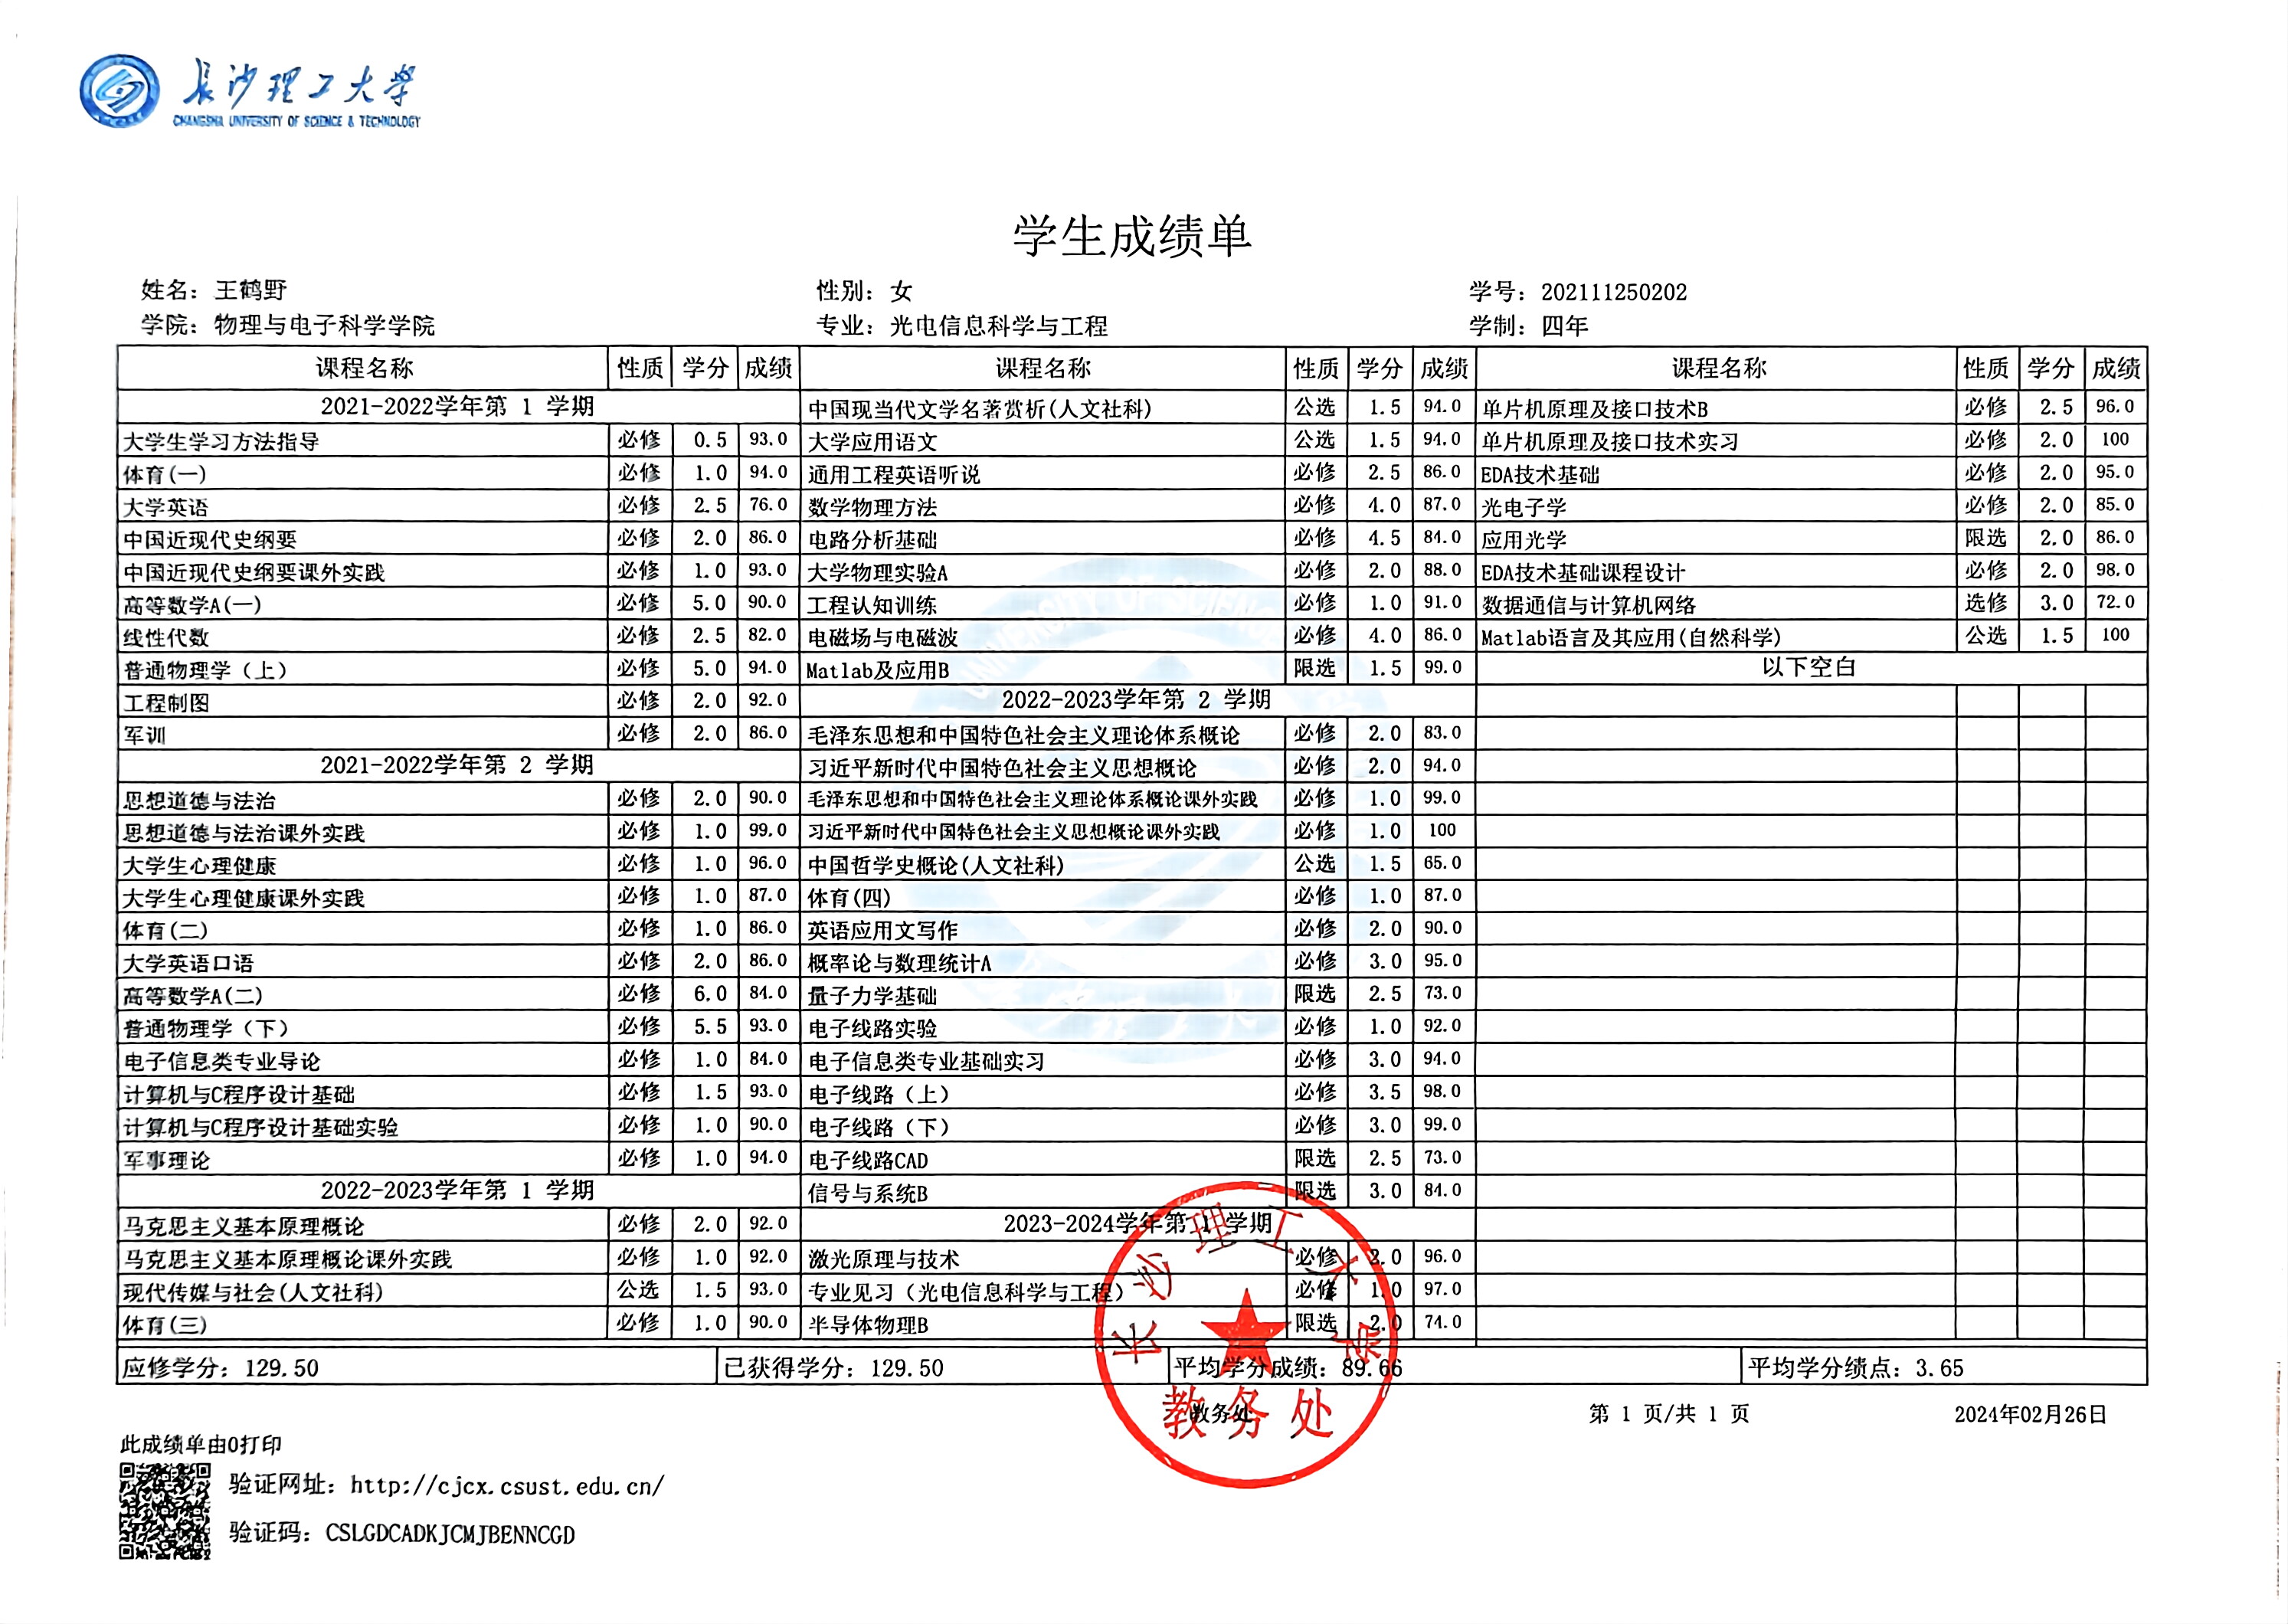 长沙理工大学
CHANGSHA UNIVERSITY OF SCIENCE & TECHNOLOGY
学生成绩单
姓名：王鹤野 性别：女 学号：202111250202
学院：物理与电子科学学院 专业：光电信息科学与工程 学制：四年
课程名称 性质 学分 成绩
2021-2022学年第 1 学期
大学生学习方法指导 必修 0.5 93.0
体育(一) 必修 1.0 94.0
大学英语 必修 2.5 76.0
中国近现代史纲要 必修 2.0 86.0
中国近现代史纲要课外实践 必修 1.0 93.0
高等数学A(一) 必修 5.0 90.0
线性代数 必修 2.5 82.0
普通物理学（上） 必修 5.0 94.0
工程制图 必修 2.0 92.0
军训 必修 2.0 86.0
2021-2022学年第 2 学期
思想道德与法治 必修 2.0 90.0
思想道德与法治课外实践 必修 1.0 99.0
大学生心理健康 必修 1.0 96.0
大学生心理健康课外实践 必修 1.0 87.0
体育(二) 必修 1.0 86.0
大学英语口语 必修 2.0 86.0
高等数学A(二) 必修 6.0 84.0
普通物理学（下） 必修 5.5 93.0
电子信息类专业导论 必修 1.0 84.0
计算机与C程序设计基础 必修 1.5 93.0
计算机与C程序设计基础实验 必修 1.0 90.0
军事理论 必修 1.0 94.0
2022-2023学年第 1 学期
马克思主义基本原理概论 必修 2.0 92.0
马克思主义基本原理概论课外实践 必修 1.0 92.0
现代传媒与社会(人文社科) 公选 1.5 93.0
体育(三) 必修 1.0 90.0
课程名称 性质 学分 成绩
中国现当代文学名著赏析(人文社科) 公选 1.5 94.0
大学应用语文 公选 1.5 94.0
通用工程英语听说 必修 2.5 86.0
数学物理方法 必修 4.0 87.0
电路分析基础 必修 4.5 84.0
大学物理实验A 必修 2.0 88.0
工程认知训练 必修 1.0 91.0
电磁场与电磁波 必修 4.0 86.0
Matlab及应用B 限选 1.5 99.0
2022-2023学年第 2 学期
毛泽东思想和中国特色社会主义理论体系概论 必修 2.0 83.0
习近平新时代中国特色社会主义思想概论 必修 2.0 94.0
毛泽东思想和中国特色社会主义理论体系概论课外实践 必修 1.0 99.0
习近平新时代中国特色社会主义思想概论课外实践 必修 1.0 100
中国哲学史概论(人文社科) 公选 1.5 65.0
体育(四) 必修 1.0 87.0
英语应用文写作 必修 2.0 90.0
概率论与数理统计A 必修 3.0 95.0
量子力学基础 限选 2.5 73.0
电子线路实验 必修 1.0 92.0
电子信息类专业基础实习 必修 3.0 94.0
电子线路（上） 必修 3.5 98.0
电子线路（下） 必修 3.0 99.0
电子线路CAD 限选 2.5 73.0
信号与系统B 限选 3.0 84.0
2023-2024学年第 1 学期
激光原理与技术 必修 96.0
专业见习（光电信息科学与工程） 必修 1.0 97.0
半导体物理B 限选 2.0 74.0
课程名称 性质 学分 成绩
单片机原理及接口技术B 必修 2.5 96.0
单片机原理及接口技术实习 必修 2.0 100
EDA技术基础 必修 2.0 95.0
光电子学 必修 2.0 85.0
应用光学 限选 2.0 86.0
EDA技术基础课程设计 必修 2.0 98.0
数据通信与计算机网络 选修 3.0 72.0
Matlab语言及其应用(自然科学) 公选 1.5 100
以下空白
应修学分：129.50 已获得学分：129.50 平均学分成绩：89.66 平均学分绩点：3.65
教务处 第 1 页/共 1 页 2024年02月26日
长沙理工大学
教务处
此成绩单由0打印
验证网址：http://cjcx.csust.edu.cn/
验证码：CSLGDCADKJCMJBENNCGD